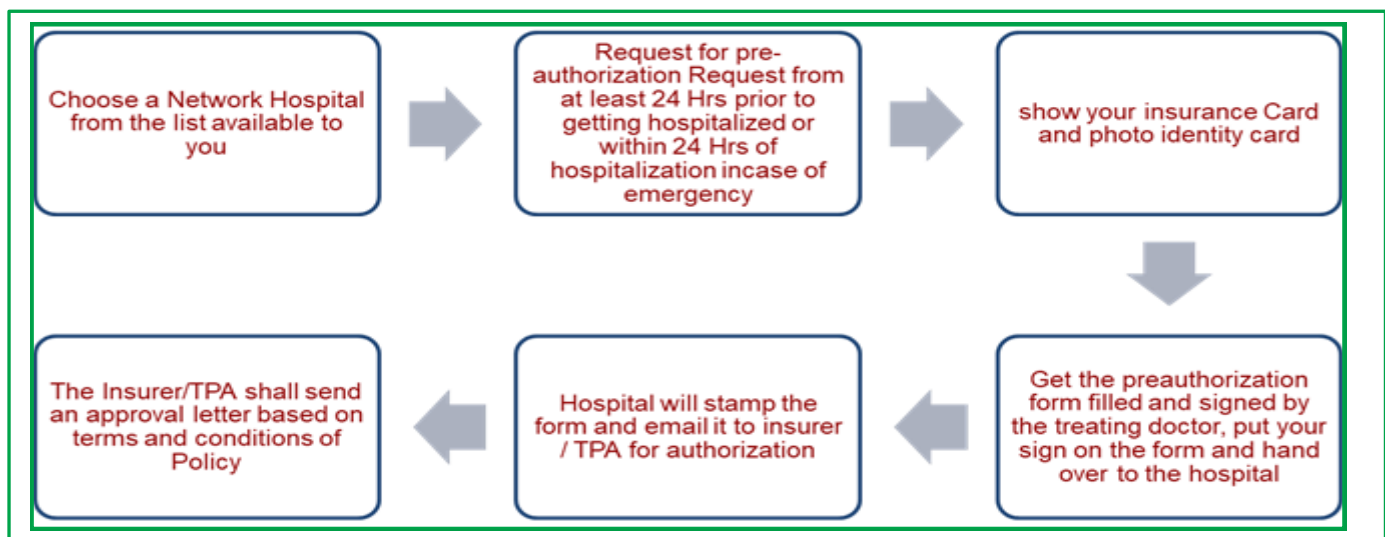 Choose a Network Hospital
from the list available to
you
Request for pre-
authorization Request from
at least 24 Hrs prior to
getting hospitalized or
within 24 Hrs of
hospitalization incase of
emergency
show your insurance Card
and photo identity card
Get the preauthorization
form filled and signed by
the treating doctor, put your
sign on the form and hand
over to the hospital
Hospital will stamp the
form and email it to insurer
/ TPA for authorization
The Insurer/TPA shall send
an approval letter based on
terms and conditions of
Policy